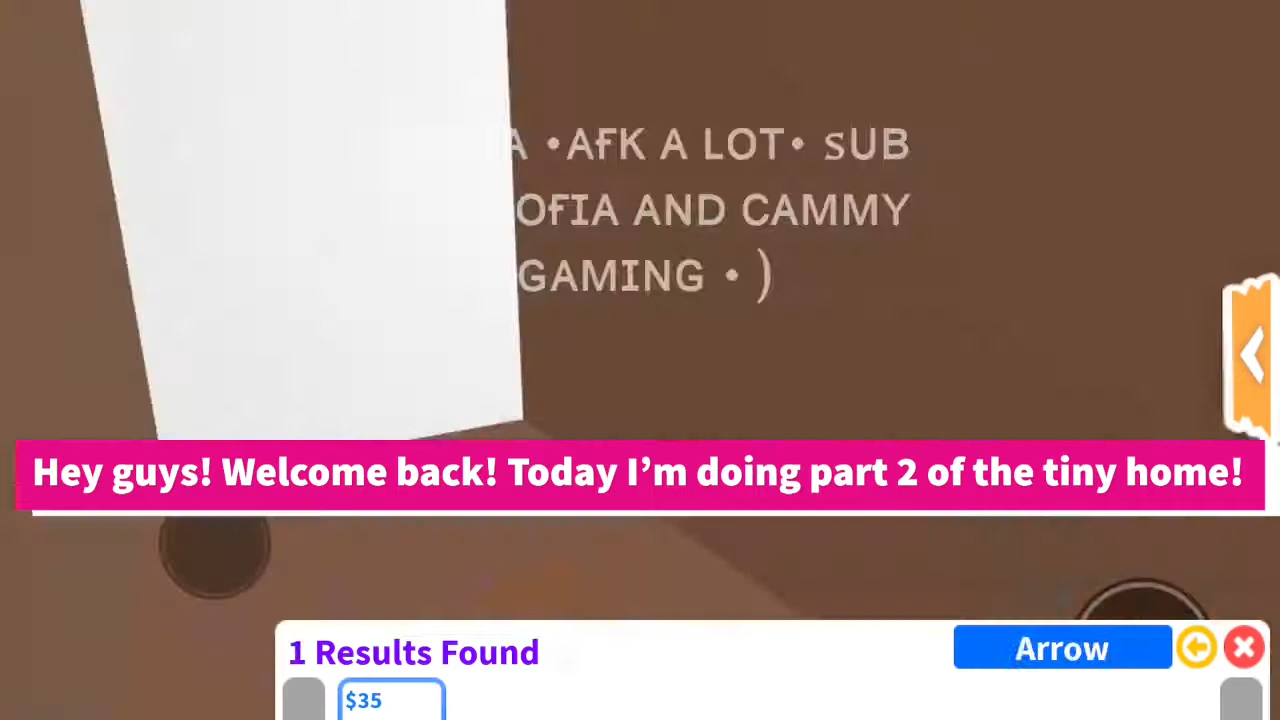 A •AfK A LOT• sUB
OfIA AND CAMMY
GAMING • )
Hey guys! Welcome back! Today I’m doing part 2 of the tiny home!
1 Results Found
Arrow
$35